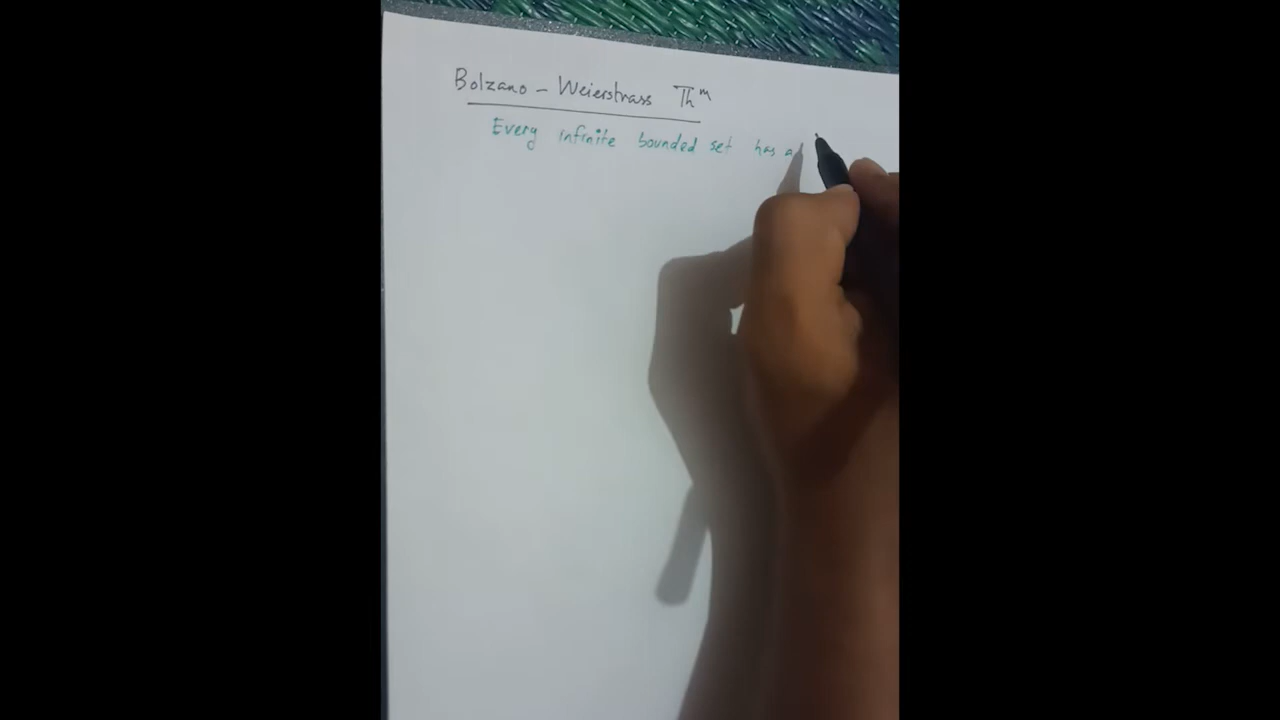 Bolzano - Weierstrass Thm
Every infinite bounded set has a